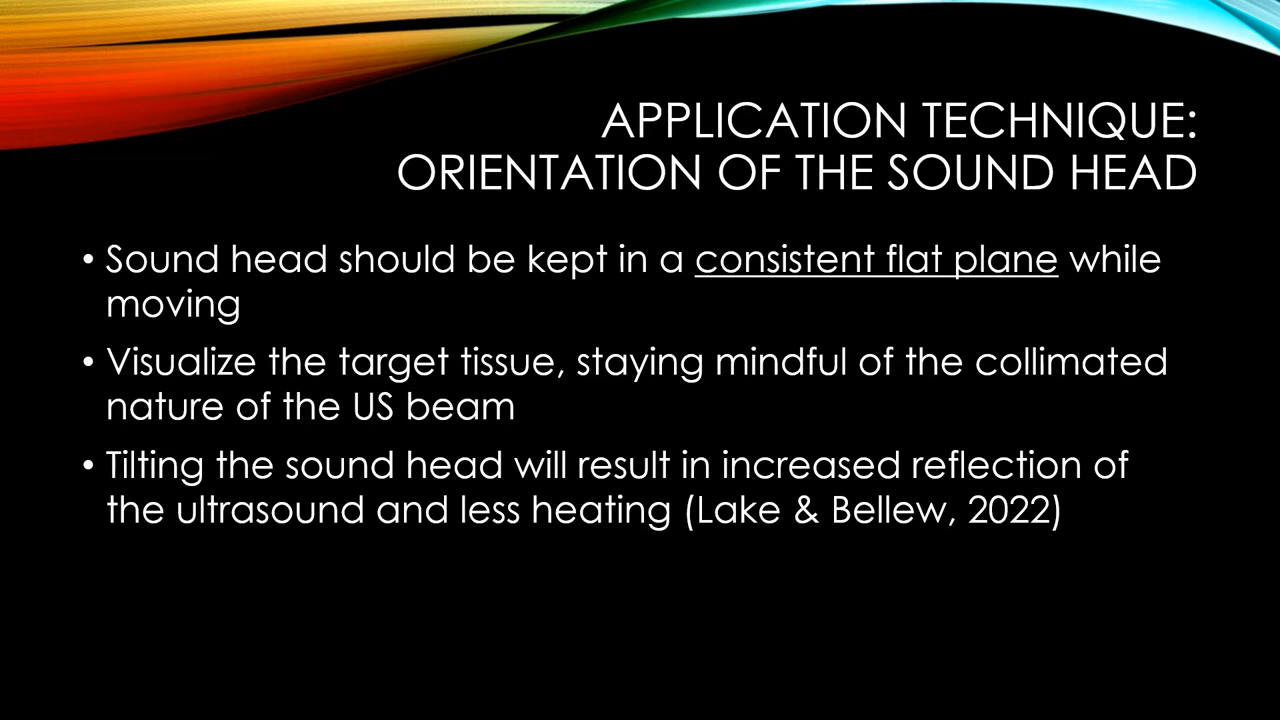 APPLICATION TECHNIQUE:
ORIENTATION OF THE SOUND HEAD
• Sound head should be kept in a consistent flat plane while
moving
• Visualize the target tissue, staying mindful of the collimated
nature of the US beam
• Tilting the sound head will result in increased reflection of
the ultrasound and less heating (Lake & Bellew, 2022)